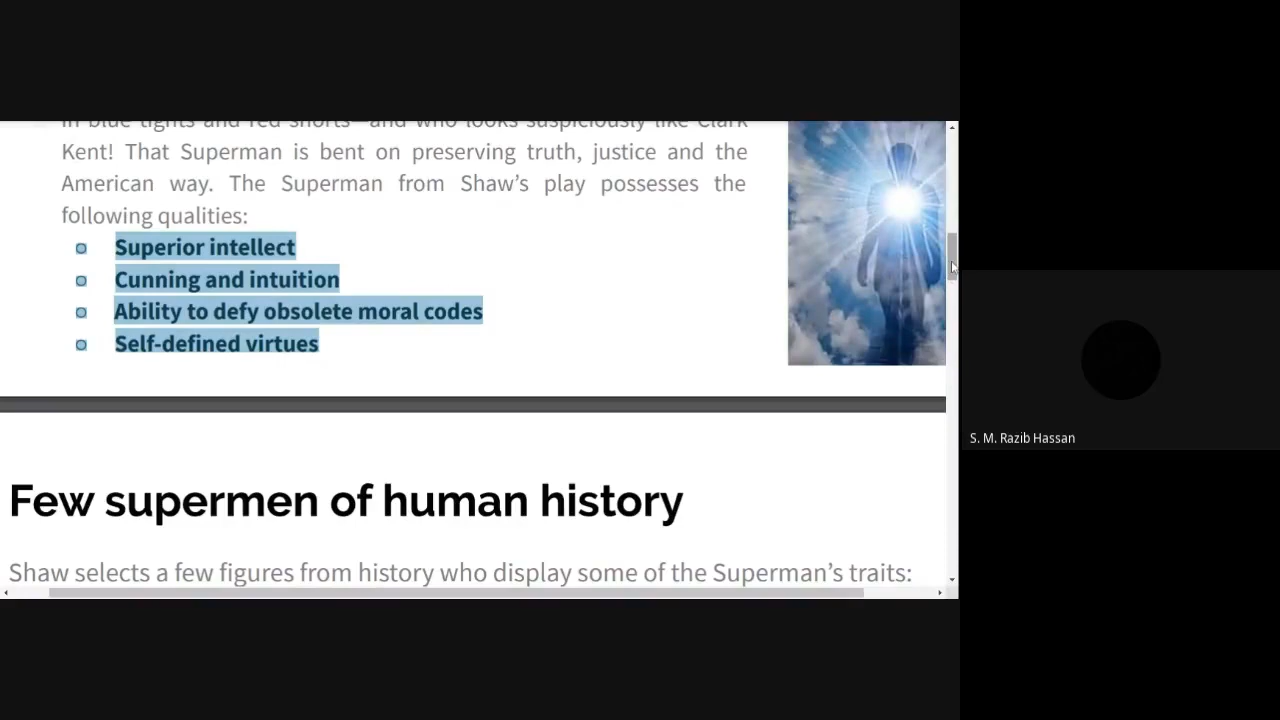 in blue tights and red shorts—and who looks suspiciously like Clark
Kent! That Superman is bent on preserving truth, justice and the
American way. The Superman from Shaw's play possesses the
following qualities:
Superior intellect
Cunning and intuition
Ability to defy obsolete moral codes
Self-defined virtues
Few supermen of human history
Shaw selects a few figures from history who display some of the Superman's traits:
S. M. Razib Hassan